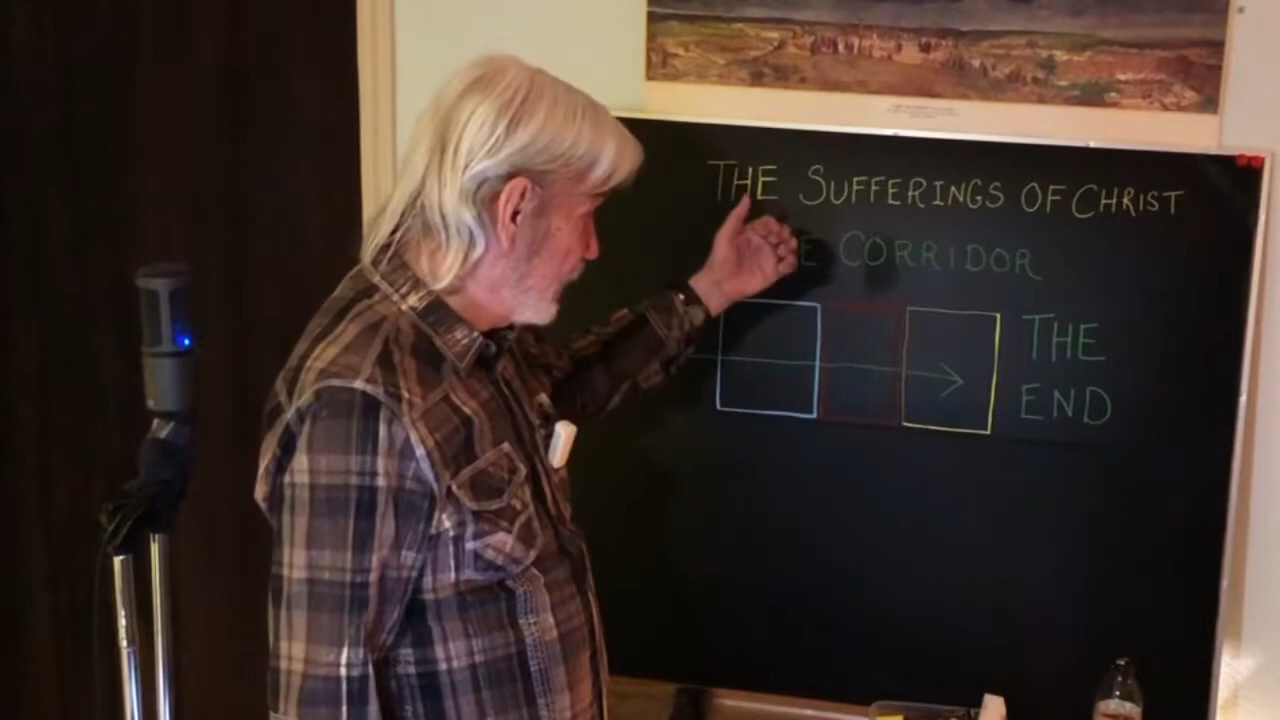 THE SUFFERINGS OF CHRIST
E CORRIDOR
THE
END